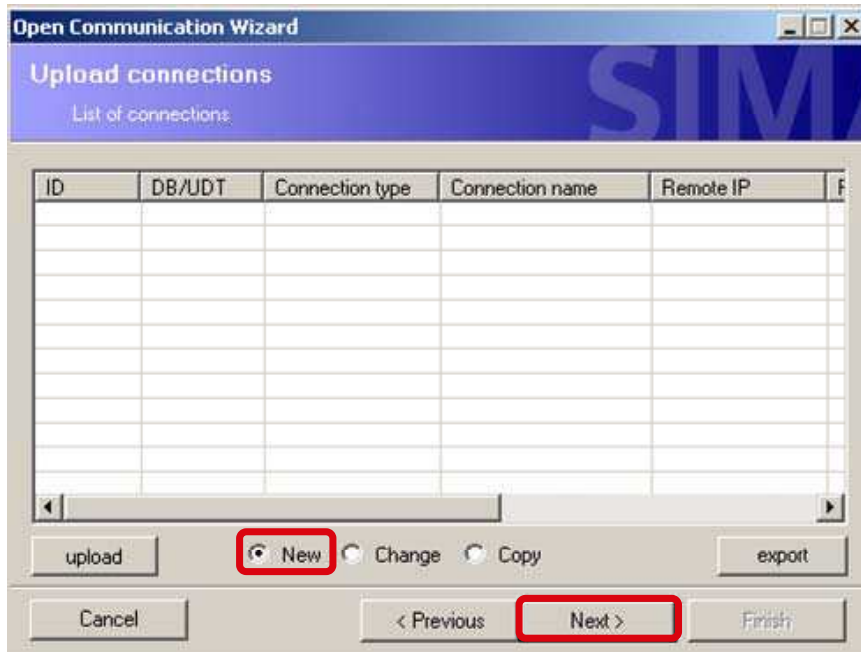 Open Communication Wizard
Upload connections
SIM
List of connections
ID DB/UDT Connection type Connection name Remote IP
upload New Change Copy export
Cancel < Previous Next > Finish